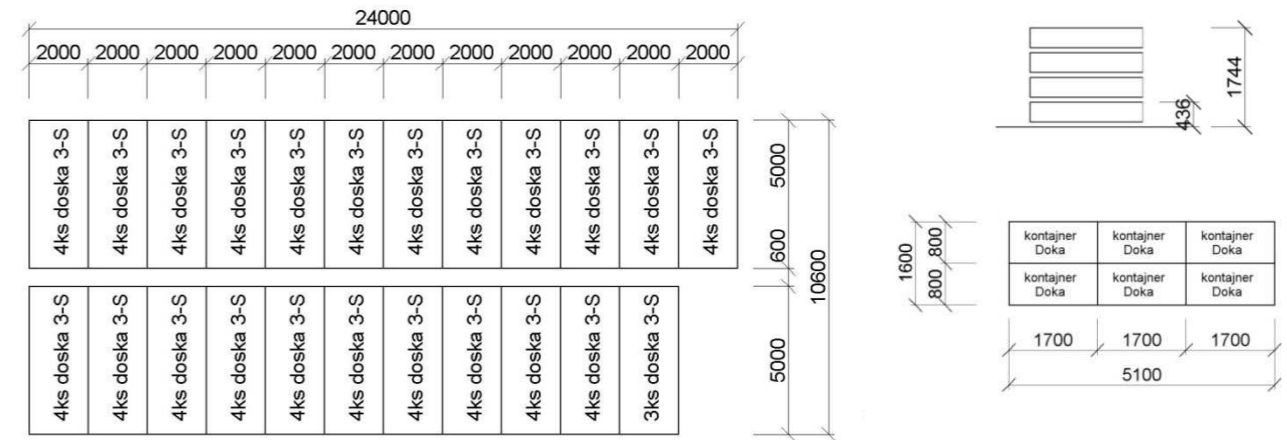 24000
2000 2000 2000 2000 2000 2000 2000 2000 2000 2000 2000 2000
4ks doska 3-S
4ks doska 3-S
4ks doska 3-S
4ks doska 3-S
4ks doska 3-S
4ks doska 3-S
4ks doska 3-S
4ks doska 3-S
4ks doska 3-S
4ks doska 3-S
4ks doska 3-S
4ks doska 3-S
5000
600
10600
4ks doska 3-S
4ks doska 3-S
4ks doska 3-S
4ks doska 3-S
4ks doska 3-S
4ks doska 3-S
4ks doska 3-S
4ks doska 3-S
4ks doska 3-S
4ks doska 3-S
3ks doska 3-S
5000
436
1744
1600
800
800
kontajner
Doka
kontajner
Doka
kontajner
Doka
kontajner
Doka
kontajner
Doka
kontajner
Doka
1700 1700 1700
5100